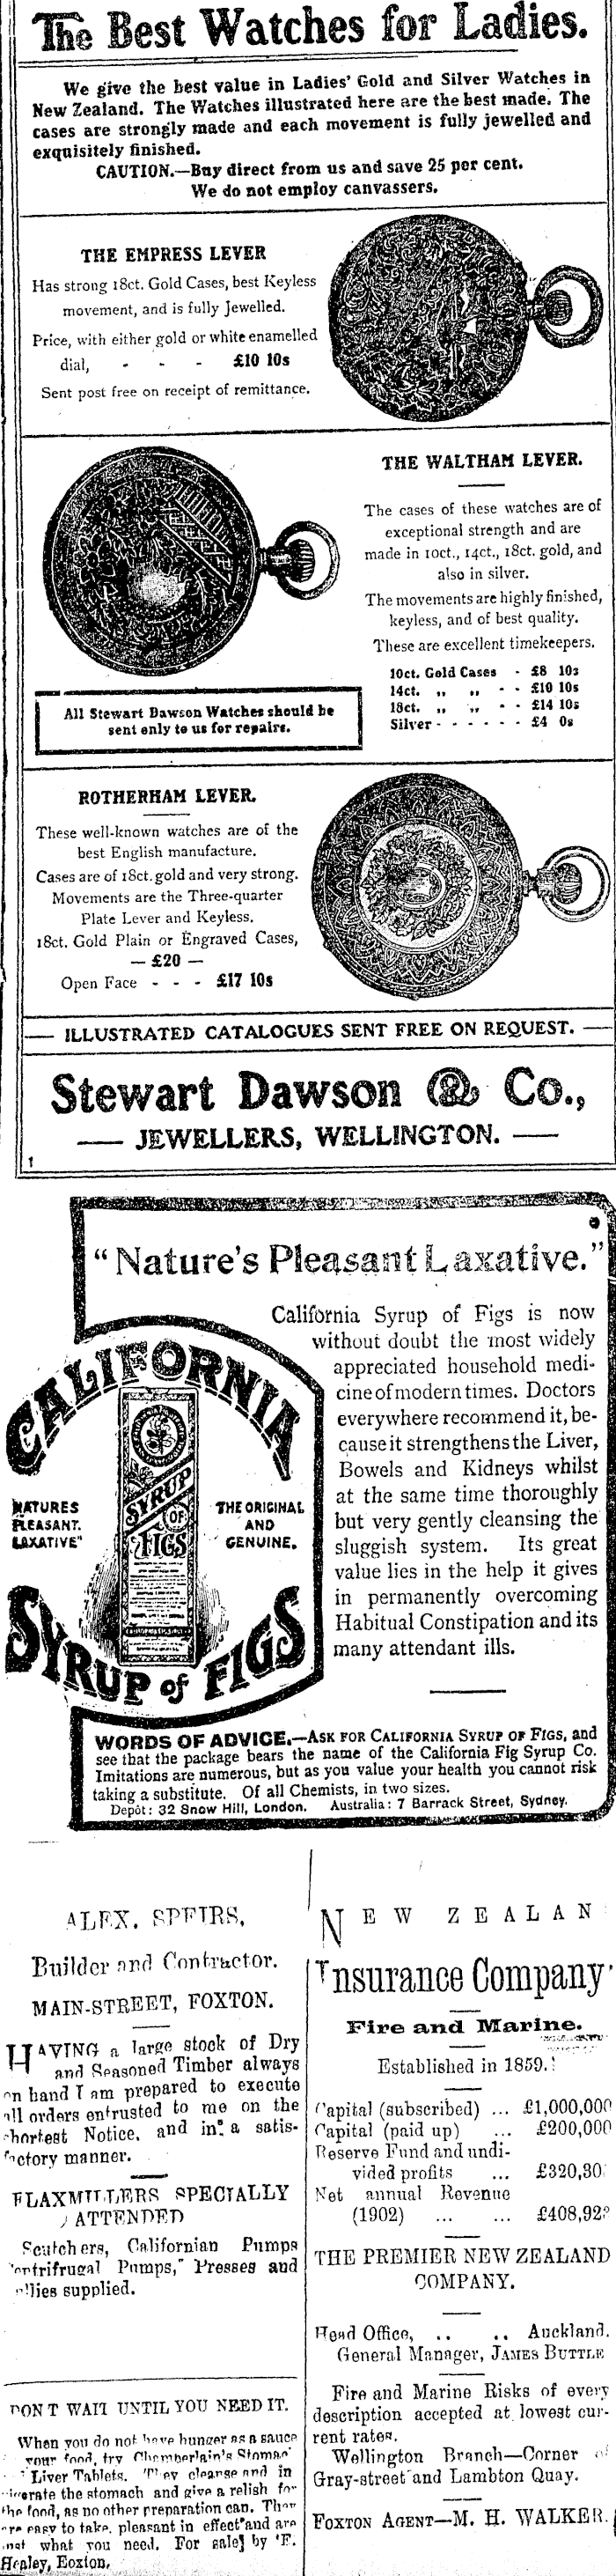 The Best Watches for Ladies.
We give the best value in Ladies' Gold and Silver Watches in
New Zealand. The Watches illustrated here are the best made. The
cases are strongly made and each movement is fully jewelled and
exquisitely finished.
CAUTION.—Buy direct from us and save 25 per cent.
We do not employ canvassers.
THE EMPRESS LEVER
Has strong 18ct. Gold Cases, best Keyless
movement, and is fully Jewelled.
Price, with either gold or white enamelled
dial, - - - £10 10s
Sent post free on receipt of remittance.
THE WALTHAM LEVER.
The cases of these watches are of
exceptional strength and are
made in 10ct., 14ct., 18ct. gold, and
also in silver.
The movements are highly finished,
keyless, and of best quality.
These are excellent timekeepers.
10ct. Gold Cases - £8 10s
14ct. ,, ,, - - £10 10s
18ct. ,, ,, - - £14 10s
Silver - - - - - - £4 0s
All Stewart Dawson Watches should be
sent only to us for repairs.
ROTHERHAM LEVER.
These well-known watches are of the
best English manufacture.
Cases are of 18ct. gold and very strong.
Movements are the Three-quarter
Plate Lever and Keyless.
18ct. Gold Plain or Engraved Cases,
— £20 —
Open Face - - - £17 10s
— ILLUSTRATED CATALOGUES SENT FREE ON REQUEST. —
Stewart Dawson & Co.,
— JEWELLERS, WELLINGTON. —
1
"Nature's Pleasant Laxative."
California Syrup of Figs is now
without doubt the most widely
appreciated household medi-
cine of modern times. Doctors
everywhere recommend it, be-
cause it strengthens the Liver,
Bowels and Kidneys whilst
at the same time thoroughly
but very gently cleansing the
sluggish system. Its great
value lies in the help it gives
in permanently overcoming
Habitual Constipation and its
many attendant ills.
CALIFORNIA
NATURES
PLEASANT.
LAXATIVE"
SYRUP
OF
FIGS
THE ORIGINAL
AND
GENUINE.
SYRUP of FIGS
WORDS OF ADVICE.—ASK FOR CALIFORNIA SYRUP OF FIGS, and
see that the package bears the name of the California Fig Syrup Co.
Imitations are numerous, but as you value your health you cannot risk
taking a substitute. Of all Chemists, in two sizes.
Depôt: 32 Snow Hill, London. Australia: 7 Barrack Street, Sydney.
ALEX. SPEIRS,
Builder and Contractor.
MAIN-STREET, FOXTON.
HAVING a large stock of Dry
and Seasoned Timber always
on hand I am prepared to execute
all orders entrusted to me on the
shortest Notice, and in a satis-
factory manner.
FLAXMILLERS SPECIALLY
ATTENDED
Scutchers, Californian Pumps
Pumps, Presses and
supplied.
DON T WAIT UNTIL YOU NEED IT.
When you do not have hunger as a sauce
your food, try Chamberlain's
Liver Tablets. They cleanse and in
the stomach and give a relish for
the food, as no other preparation can. They
are easy to take, pleasant in effect and are
what you need. For sale by
Healey, Foxton,
NEW ZEALAN
Insurance Company
Fire and Marine.
Established in 1859.
Capital (subscribed) ... £1,000,000
Capital (paid up) ... £200,000
Reserve Fund and undi-
vided profits ... £320,30
Net annual Revenue
(1902) ... ... £408,92
THE PREMIER NEW ZEALAND
COMPANY.
Head Office, .. .. Auckland.
General Manager, JAMES BUTTLE
Fire and Marine Risks of every
description accepted at lowest cur-
rent rates.
Wellington Branch—Corner of
Gray-street and Lambton Quay.
FOXTON AGENT—M. H. WALKER.